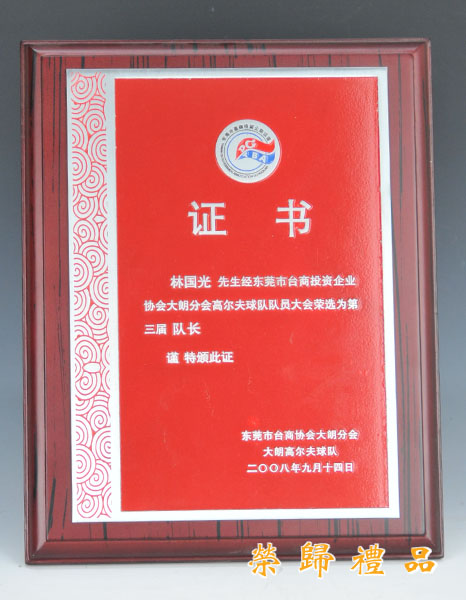 证 书
林国光 先生经东莞市台商投资企业
协会大朗分会高尔夫球队队员大会荣选为第
三届 队长
谨 特颁此证
东莞市台商协会大朗分会
大朗高尔夫球队
二〇〇八年九月十四日
榮歸禮品